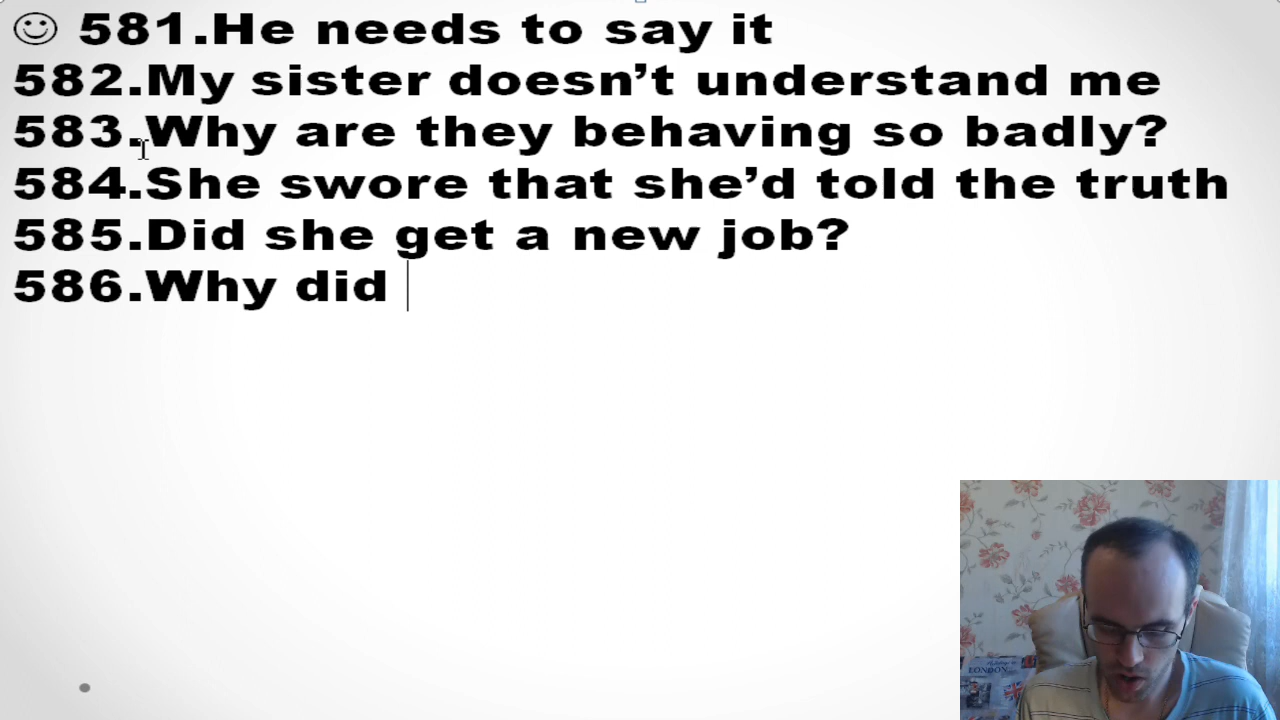 ☺ 581.He needs to say it
582.My sister doesn’t understand me
583.Why are they behaving so badly?
584.She swore that she’d told the truth
585.Did she get a new job?
586.Why did
LONDON